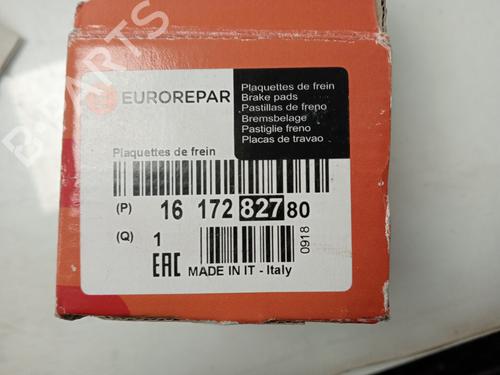 EUROREPAR
Plaquettes de frein
Brake pads
Pastillas de freno
Bremsbelage
Pastiglie freno
Placas de travao
Plaquettes de frein
(P) 16 172 827 80
(Q) 1
0918
EAC MADE IN IT - Italy
B-PARTS